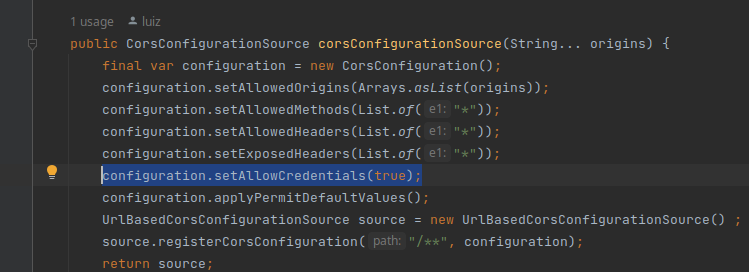 1 usage luiz
public CorsConfigurationSource corsConfigurationSource(String... origins) {
final var configuration = new CorsConfiguration();
configuration.setAllowedOrigins(Arrays.asList(origins));
configuration.setAllowedMethods(List.of( e1: "*"));
configuration.setAllowedHeaders(List.of( e1: "*"));
configuration.setExposedHeaders(List.of( e1: "*"));
configuration.setAllowCredentials(true);
configuration.applyPermitDefaultValues();
UrlBasedCorsConfigurationSource source = new UrlBasedCorsConfigurationSource() ;
source.registerCorsConfiguration( path: "/**", configuration);
return source;